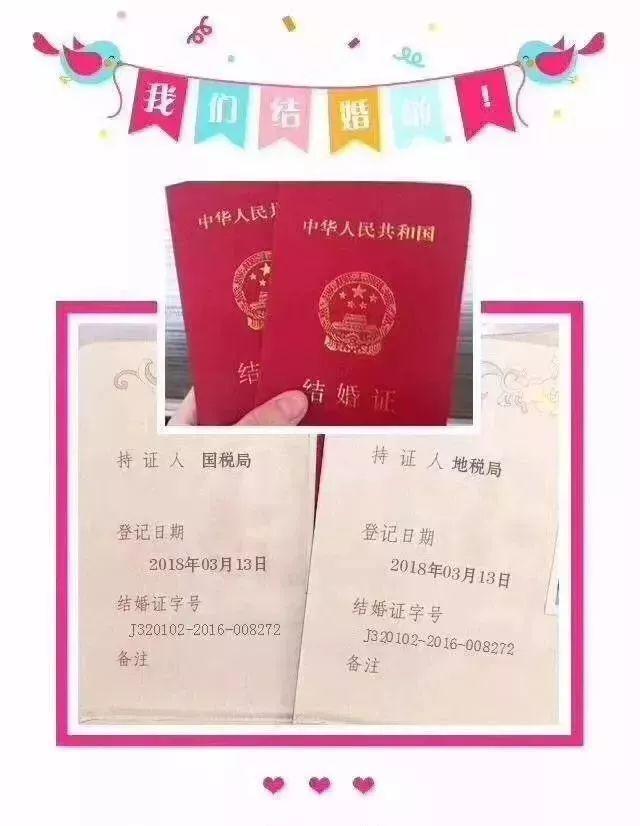 我们结婚！
中华人民
中华人民共和国
结
结婚证
持证人 国税局
登记日期
2018年03月13日
结婚证字号
J320102-2016-008272
备注
持证人 地税局
登记日期
2018年03月13日
结婚证字号
J320102-2016-008272
备注